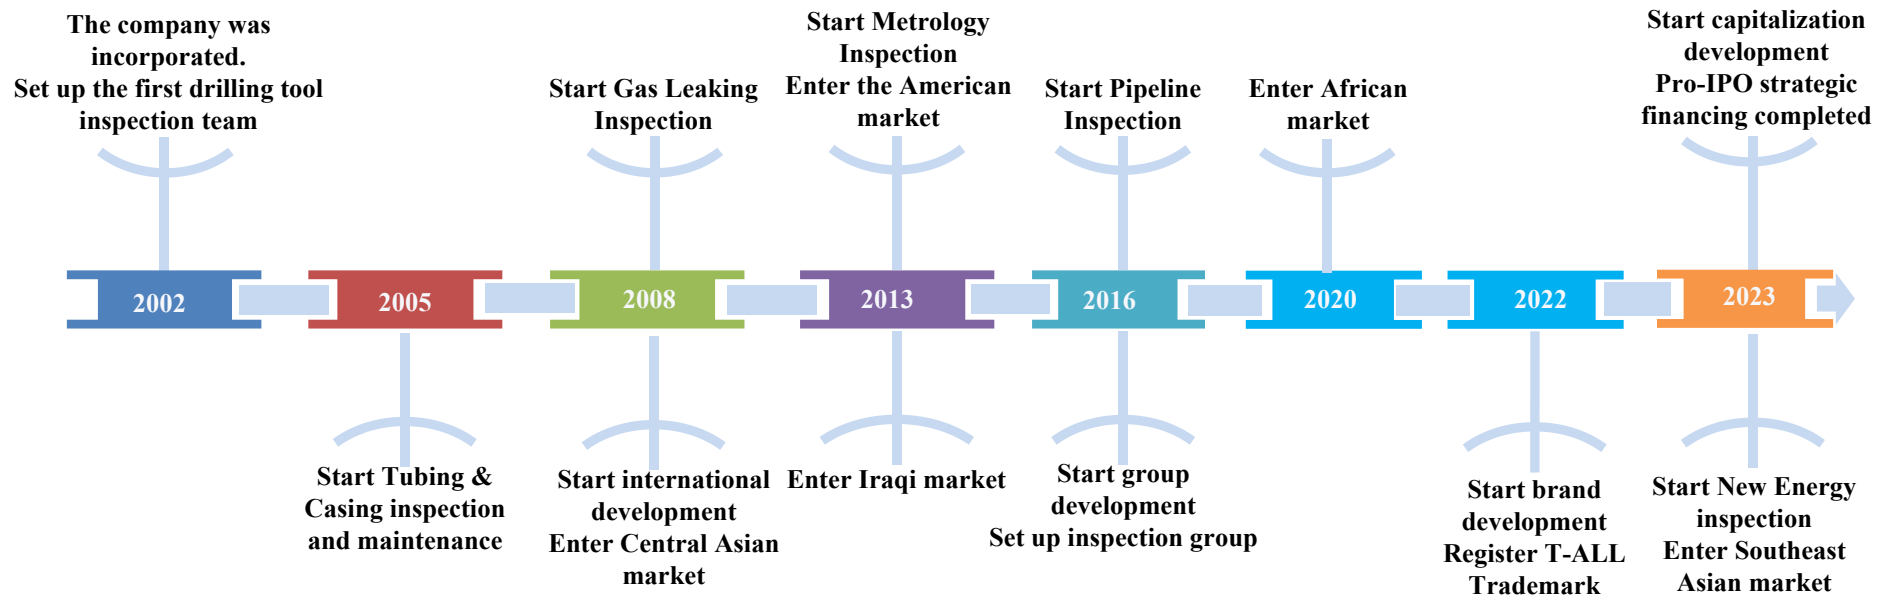 The company was
incorporated.
Set up the first drilling tool
inspection team
Start Gas Leaking
Inspection
Start Metrology
Inspection
Enter the American
market
Start Pipeline
Inspection
Enter African
market
Start capitalization
development
Pro-IPO strategic
financing completed
2002
2005
2008
2013
2016
2020
2022
2023
Start Tubing &
Casing inspection
and maintenance
Start international
development
Enter Central Asian
market
Enter Iraqi market
Start group
development
Set up inspection group
Start brand
development
Register T-ALL
Trademark
Start New Energy
inspection
Enter Southeast
Asian market